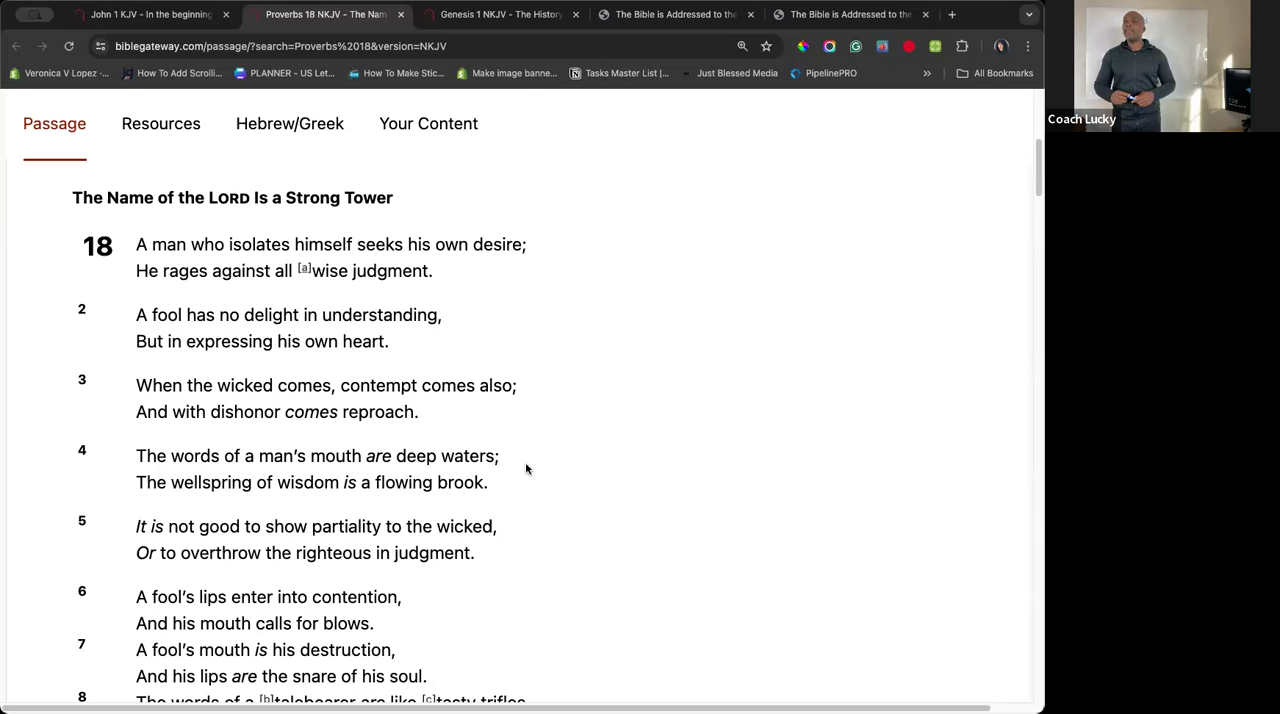 John 1 KJV - In the beginning
Proverbs 18 NKJV - The Nam
Genesis 1 NKJV - The History
The Bible is Addressed to the
The Bible is Addressed to the
biblegateway.com/passage/?search=Proverbs%2018&version=NKJV
Veronica V Lopez -...
How To Add Scrolli...
PLANNER - US Let...
How To Make Stic...
Make image banne...
Tasks Master List |...
Just Blessed Media
PipelinePRO
»
All Bookmarks
Coach Lucky
Passage
Resources
Hebrew/Greek
Your Content
The Name of the LORD Is a Strong Tower
18 A man who isolates himself seeks his own desire;
He rages against all [a]wise judgment.
2 A fool has no delight in understanding,
But in expressing his own heart.
3 When the wicked comes, contempt comes also;
And with dishonor comes reproach.
4 The words of a man's mouth are deep waters;
The wellspring of wisdom is a flowing brook.
5 It is not good to show partiality to the wicked,
Or to overthrow the righteous in judgment.
6 A fool's lips enter into contention,
And his mouth calls for blows.
7 A fool's mouth is his destruction,
And his lips are the snare of his soul.
8 The words of a [b]talebearer are like [c]tasty trifles,